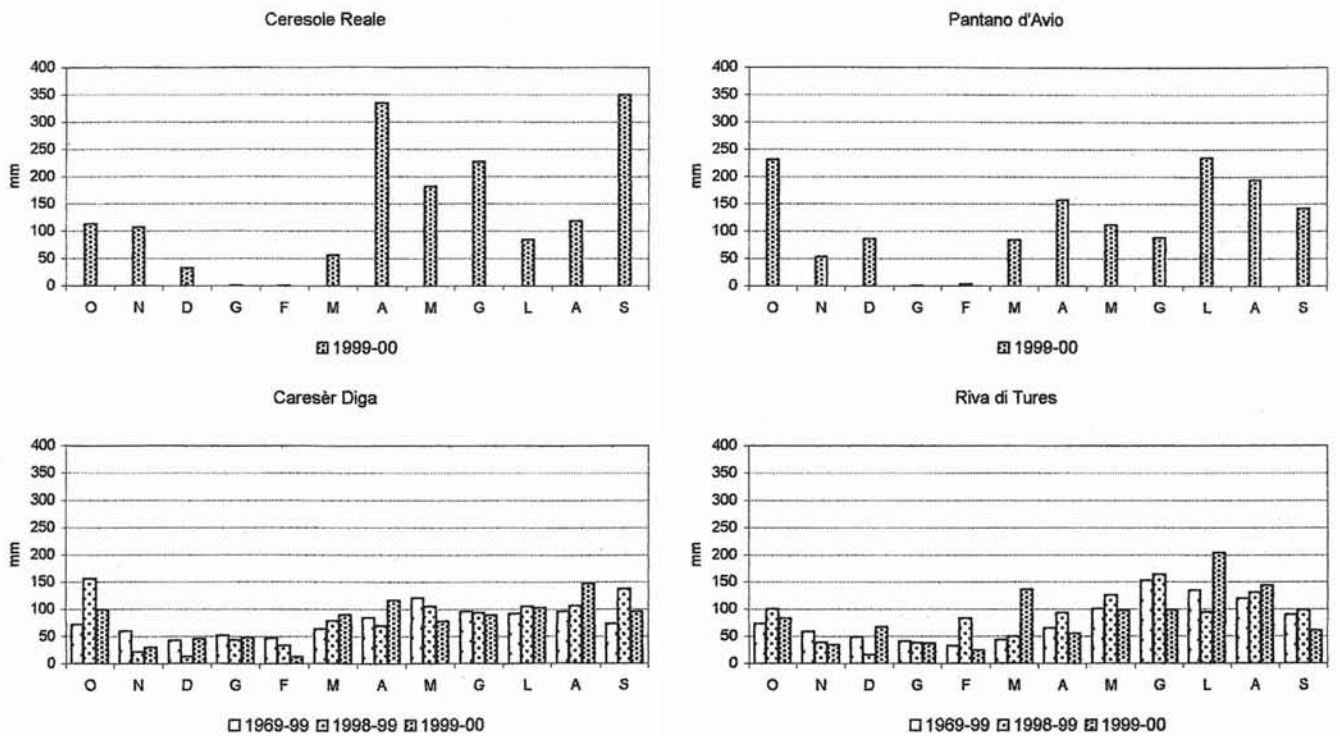 Ceresole Reale
400
350
300
250
200
150
100
50
0
mm
O N D G F M A M G L A S
1999-00
Pantano d'Avio
400
350
300
250
200
150
100
50
0
mm
O N D G F M A M G L A S
1999-00
Caresèr Diga
400
350
300
250
200
150
100
50
0
mm
O N D G F M A M G L A S
1969-99 1998-99 1999-00
Riva di Tures
400
350
300
250
200
150
100
50
0
mm
O N D G F M A M G L A S
1969-99 1998-99 1999-00